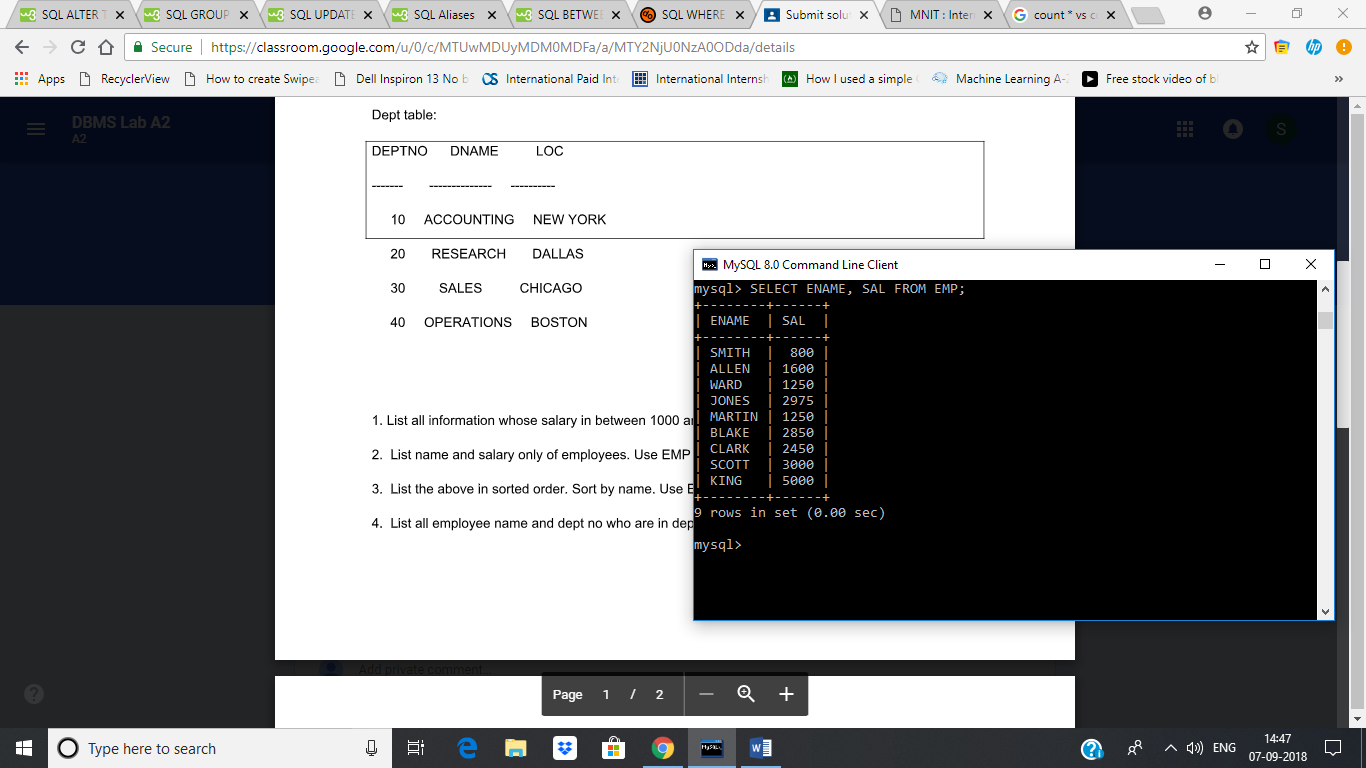 SQL ALTER T
SQL GROUP
SQL UPDATE
SQL Aliases
SQL BETWE
SQL WHERE
Submit solu
MNIT : Inter
count * vs c
Secure
https://classroom.google.com/u/0/c/MTUwMDUyMDM0MDFa/a/MTY2NjU0NzA0ODda/details
Apps
RecyclerView
How to create Swipea
Dell Inspiron 13 No b
International Paid Int
International Internsh
How I used a simple
Machine Learning A-
Free stock video of b
DBMS Lab A2
A2
S
Dept table:
DEPTNO DNAME LOC
------- -------------- ----------
10 ACCOUNTING NEW YORK
20 RESEARCH DALLAS
30 SALES CHICAGO
40 OPERATIONS BOSTON
1. List all information whose salary in between 1000 a
2. List name and salary only of employees. Use EMP
3. List the above in sorted order. Sort by name. Use E
4. List all employee name and dept no who are in dep
MySQL 8.0 Command Line Client
mysql> SELECT ENAME, SAL FROM EMP;
+--------+------+
| ENAME | SAL |
+--------+------+
| SMITH | 800 |
| ALLEN | 1600 |
| WARD | 1250 |
| JONES | 2975 |
| MARTIN | 1250 |
| BLAKE | 2850 |
| CLARK | 2450 |
| SCOTT | 3000 |
| KING | 5000 |
+--------+------+
9 rows in set (0.00 sec)
mysql>
Add private comment...
Page 1 / 2
Type here to search
ENG
14:47
07-09-2018